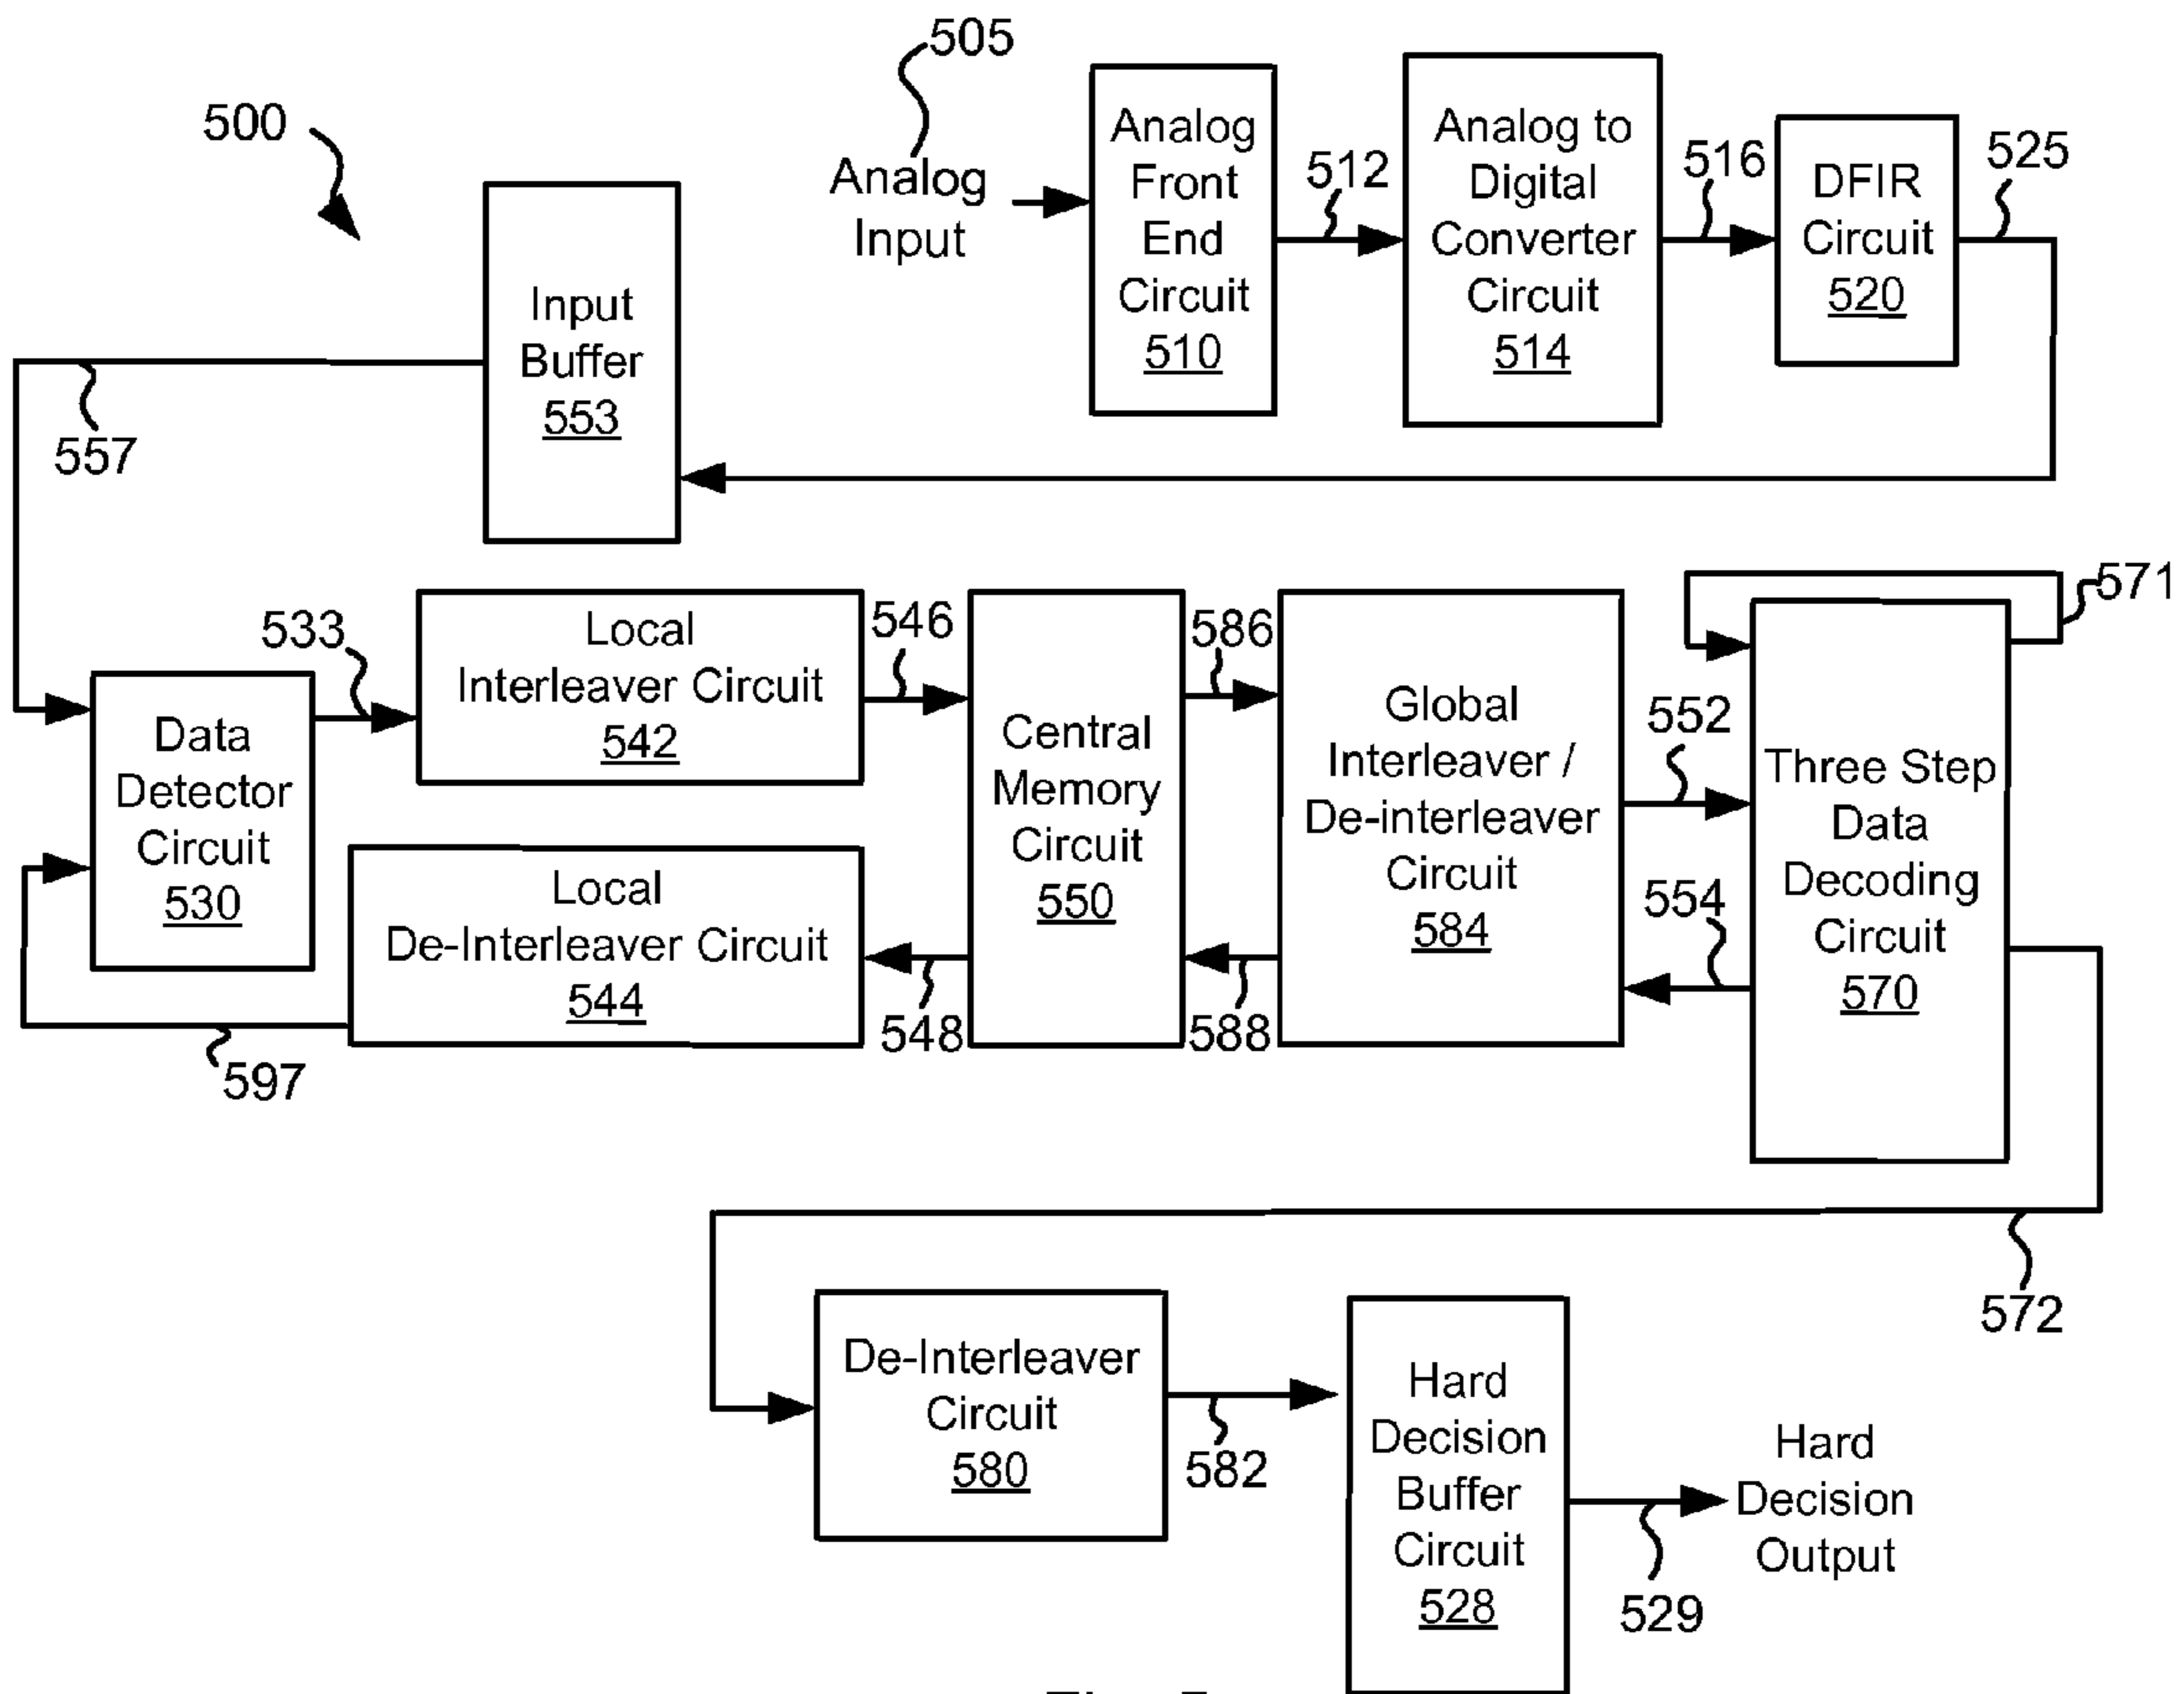 500
505
Analog
Input
Analog
Front
End
Circuit
510
512
Analog to
Digital
Converter
Circuit
514
516
DFIR
Circuit
520
525
Input
Buffer
553
557
533
Data
Detector
Circuit
530
Local
Interleaver Circuit
542
546
Local
De-Interleaver Circuit
544
548
597
Central
Memory
Circuit
550
586
588
Global
Interleaver /
De-interleaver
Circuit
584
552
554
571
Three Step
Data
Decoding
Circuit
570
572
De-Interleaver
Circuit
580
582
Hard
Decision
Buffer
Circuit
528
529
Hard
Decision
Output